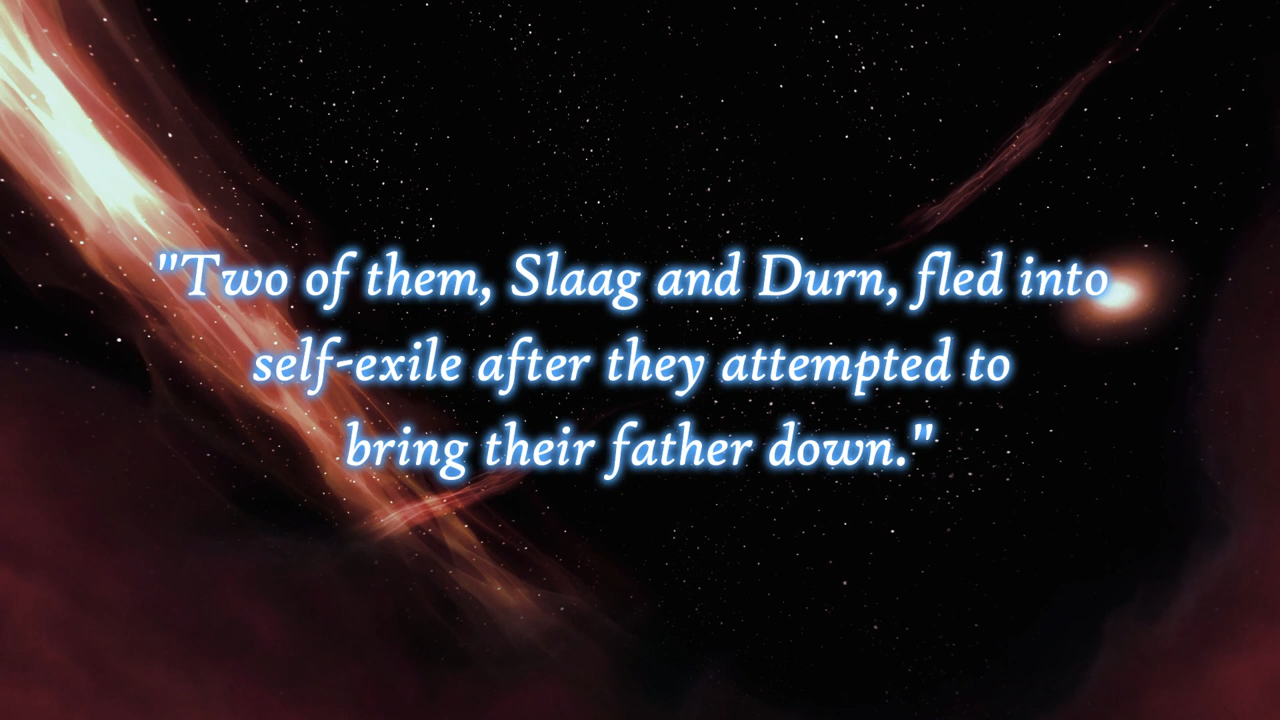 "Two of them, Slaag and Durn, fled into
self-exile after they attempted to
bring their father down."